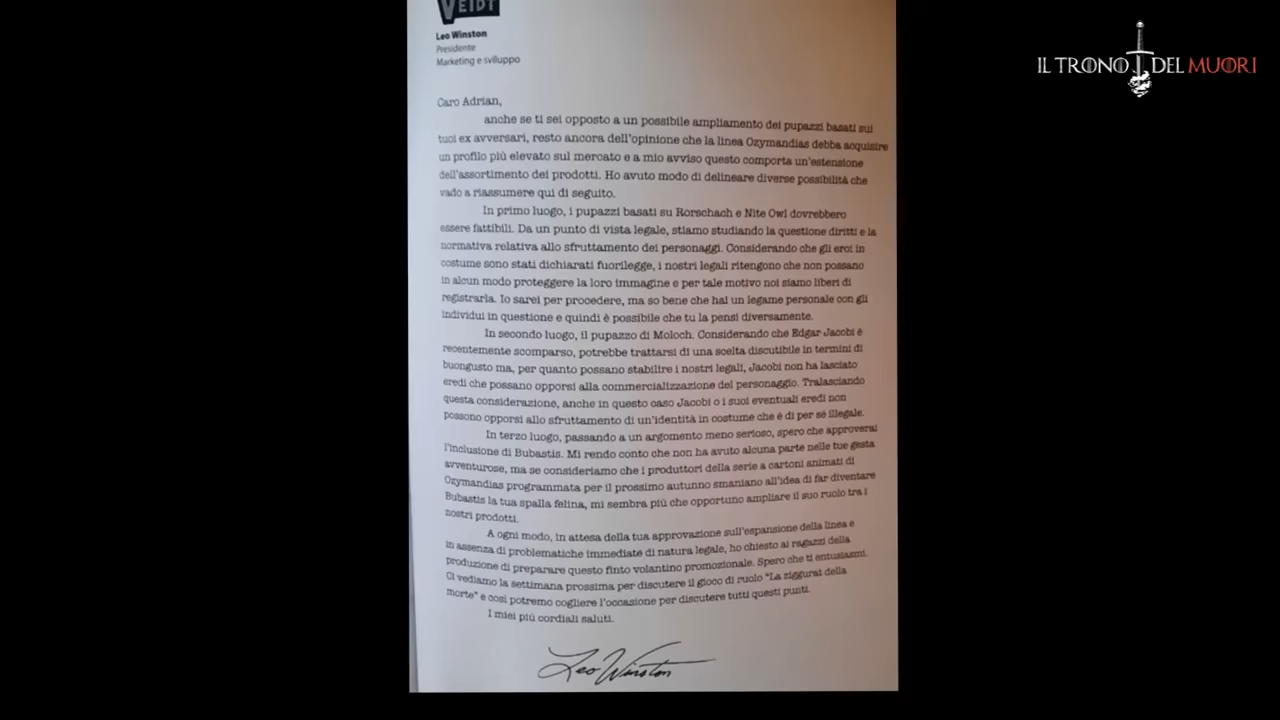 VEIDT
IL TRONO DEL MUORI
Leo Winston
Presidente
Marketing e sviluppo
Caro Adrian,
anche se ti sei opposto a un possibile ampliamento dei pupazzi basati sui
tuoi ex avversari, resto ancora dell'opinione che la linea Ozymandias debba acquisire
un profilo più elevato sul mercato e a mio avviso questo comporta un'estensione
dell'assortimento dei prodotti. Ho avuto modo di delineare diverse possibilità che
vado a riassumere qui di seguito.
In primo luogo, i pupazzi basati su Rorschach e Nite Owl dovrebbero
essere fattibili. Da un punto di vista legale, stiamo studiando la questione diritti e la
normativa relativa allo sfruttamento dei personaggi. Considerando che gli eroi in
costume sono stati dichiarati fuorilegge, i nostri legali ritengono che non possano
in alcun modo proteggere la loro immagine e per tale motivo noi siamo liberi di
registrarla. Io sarei per procedere, ma so bene che hai un legame personale con gli
individui in questione e quindi è possibile che tu la pensi diversamente.
In secondo luogo, il pupazzo di Moloch. Considerando che Edgar Jacobi è
recentemente scomparso, potrebbe trattarsi di una scelta discutibile in termini di
buongusto ma, per quanto possano stabilire i nostri legali, Jacobi non ha lasciato
eredi che possano opporsi alla commercializzazione del personaggio. Tralasciando
questa considerazione, anche in questo caso Jacobi o i suoi eventuali eredi non
possono opporsi allo sfruttamento di un'identità in costume che è di per sé illegale.
In terzo luogo, passando a un argomento meno serioso, spero che approverai
l'inclusione di Bubastis. Mi rendo conto che non ha avuto alcuna parte nelle tue gesta
avventurose, ma se consideriamo che i produttori della serie a cartoni animati di
Ozymandias programmata per il prossimo autunno smaniano all'idea di far diventare
Bubastis la tua spalla felina, mi sembra più che opportuno ampliare il suo ruolo tra i
nostri prodotti.
A ogni modo, in attesa della tua approvazione sull'espansione della linea e
in assenza di problematiche immediate di natura legale, ho chiesto ai ragazzi della
produzione di preparare questo finto volantino promozionale. Spero che ti entusiasmi.
Ci vediamo la settimana prossima per discutere il gioco di ruolo "La ziggurat della
morte" e così potremo cogliere l'occasione per discutere tutti questi punti.
I miei più cordiali saluti.
Leo Winston